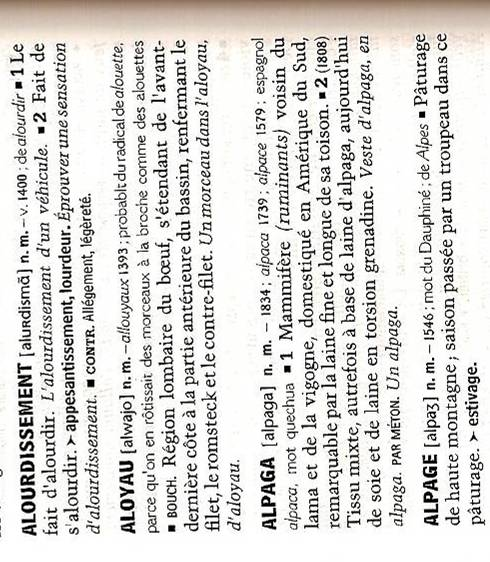 ALOURDISSEMENT [aluʀdismɑ̃] n. m. – v. 1400 ; de alourdir ■ 1 Le
fait d'alourdir. L'alourdissement d'un véhicule. ■ 2 Fait de
s'alourdir. ➤ appesantissement, lourdeur. Éprouver une sensation
d'alourdissement. ■ CONTR. Allégement, légèreté.
ALOYAU [alwajo] n. m. – allouyaux 1393 ; probablt du radical de alouette,
parce qu'on en rôtissait des morceaux à la broche comme des alouettes
■ BOUCH. Région lombaire du bœuf, s'étendant de l'avant-
dernière côte à la partie antérieure du bassin, renfermant le
filet, le romsteck et le contre-filet. Un morceau dans l'aloyau,
d'aloyau.
ALPAGA [alpaga] n. m. – 1834 ; alpaca 1739 ; alpace 1579 ; espagnol
alpaca, mot quechua ■ 1 Mammifère (ruminants) voisin du
lama et de la vigogne, domestiqué en Amérique du Sud,
remarquable par la laine fine et longue de sa toison. ■ 2 (1808)
Tissu mixte, autrefois à base de laine d'alpaga, aujourd'hui
de soie et de laine en torsion grenadine. Veste d'alpaga, en
alpaga. PAR MÉTON. Un alpaga.
ALPAGE [alpaʒ] n. m. – 1546 ; mot du Dauphiné ; de Alpes ■ Pâturage
de haute montagne ; saison passée par un troupeau dans ce
pâturage. ➤ estivage.